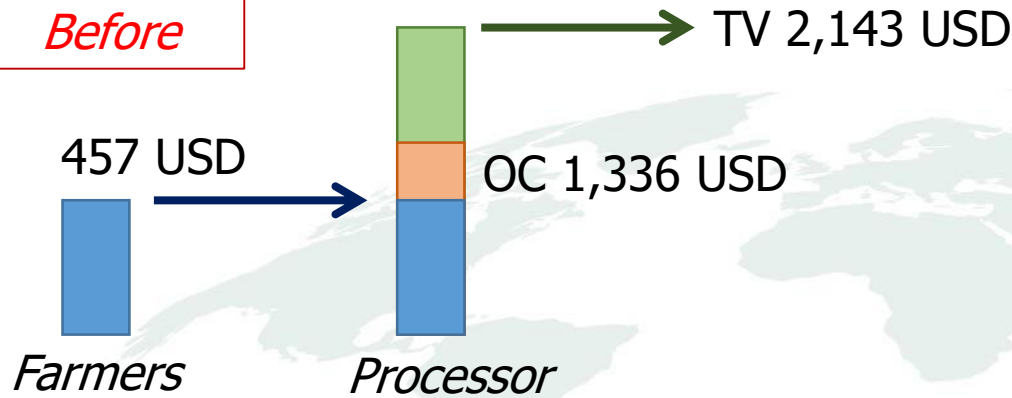 Before
TV 2,143 USD
457 USD
OC 1,336 USD
Farmers
Processor